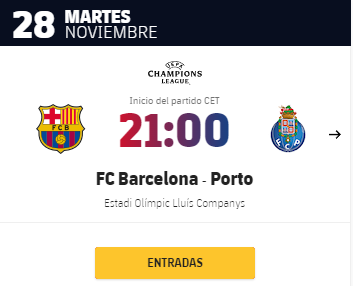 28 MARTES
NOVIEMBRE
UEFA
CHAMPIONS
LEAGUE
Inicio del partido CET
21:00
FCB
FCP
FC Barcelona - Porto
Estadi Olímpic Lluís Companys
ENTRADAS